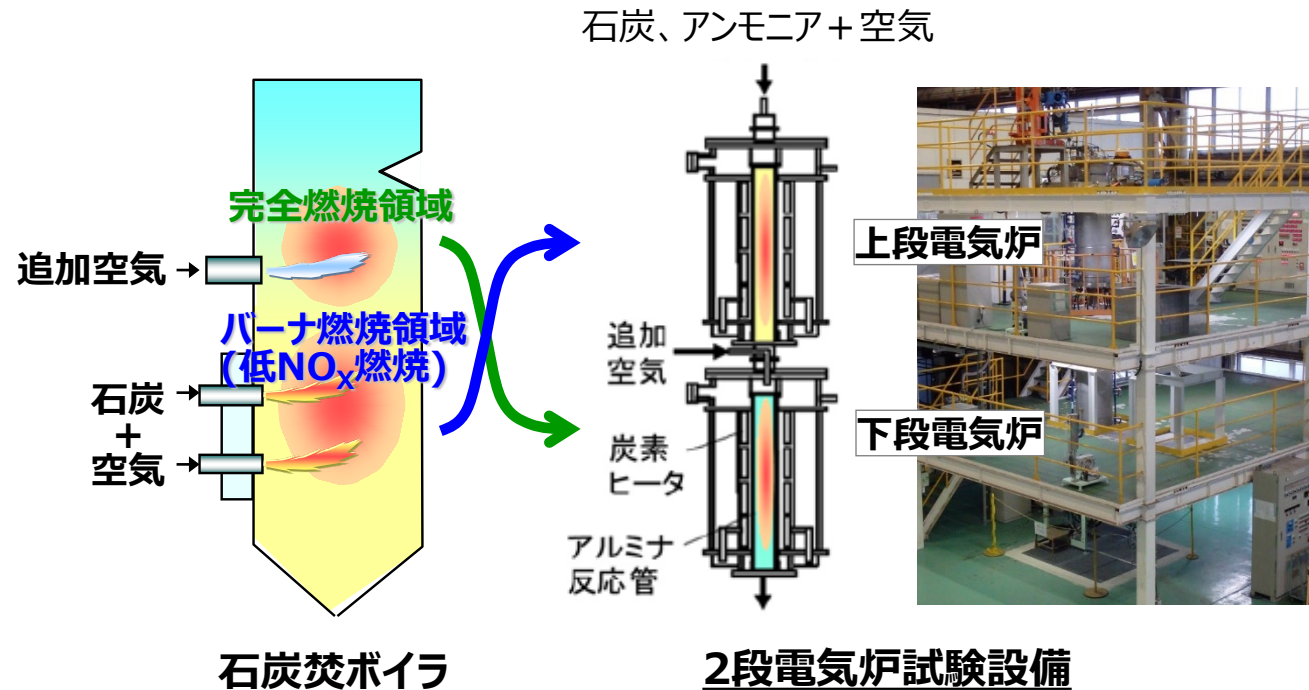 石炭、アンモニア＋空気
完全燃焼領域
追加空気
バーナ燃焼領域
(低NOX燃焼)
石炭
＋
空気
石炭焚ボイラ
追加
空気
炭素
ヒータ
アルミナ
反応管
上段電気炉
下段電気炉
2段電気炉試験設備